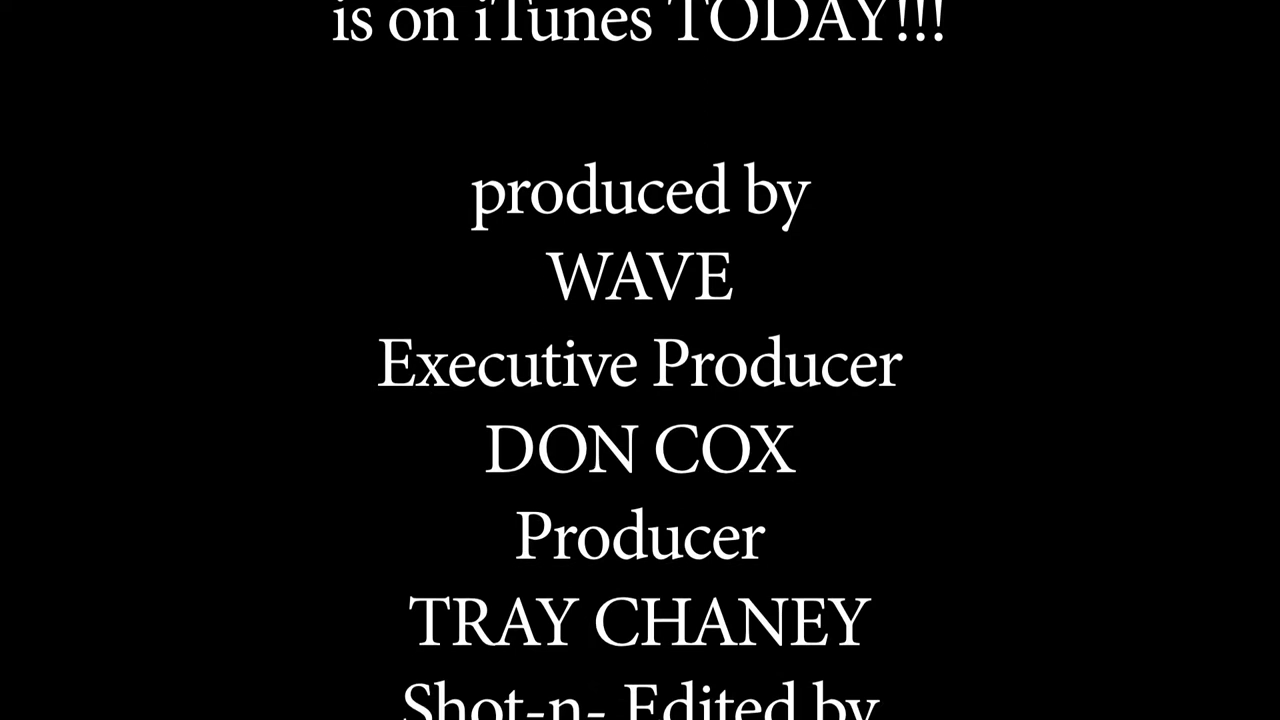 is on iTunes TODAY!!!
produced by
WAVE
Executive Producer
DON COX
Producer
TRAY CHANEY
Shot-n- Edited by